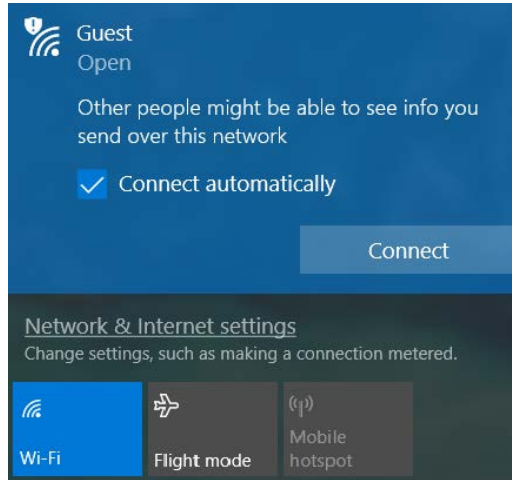 Guest
Open
Other people might be able to see info you
send over this network
Connect automatically
Connect
Network & Internet settings
Change settings, such as making a connection metered.
Wi-Fi
Flight mode
Mobile
hotspot